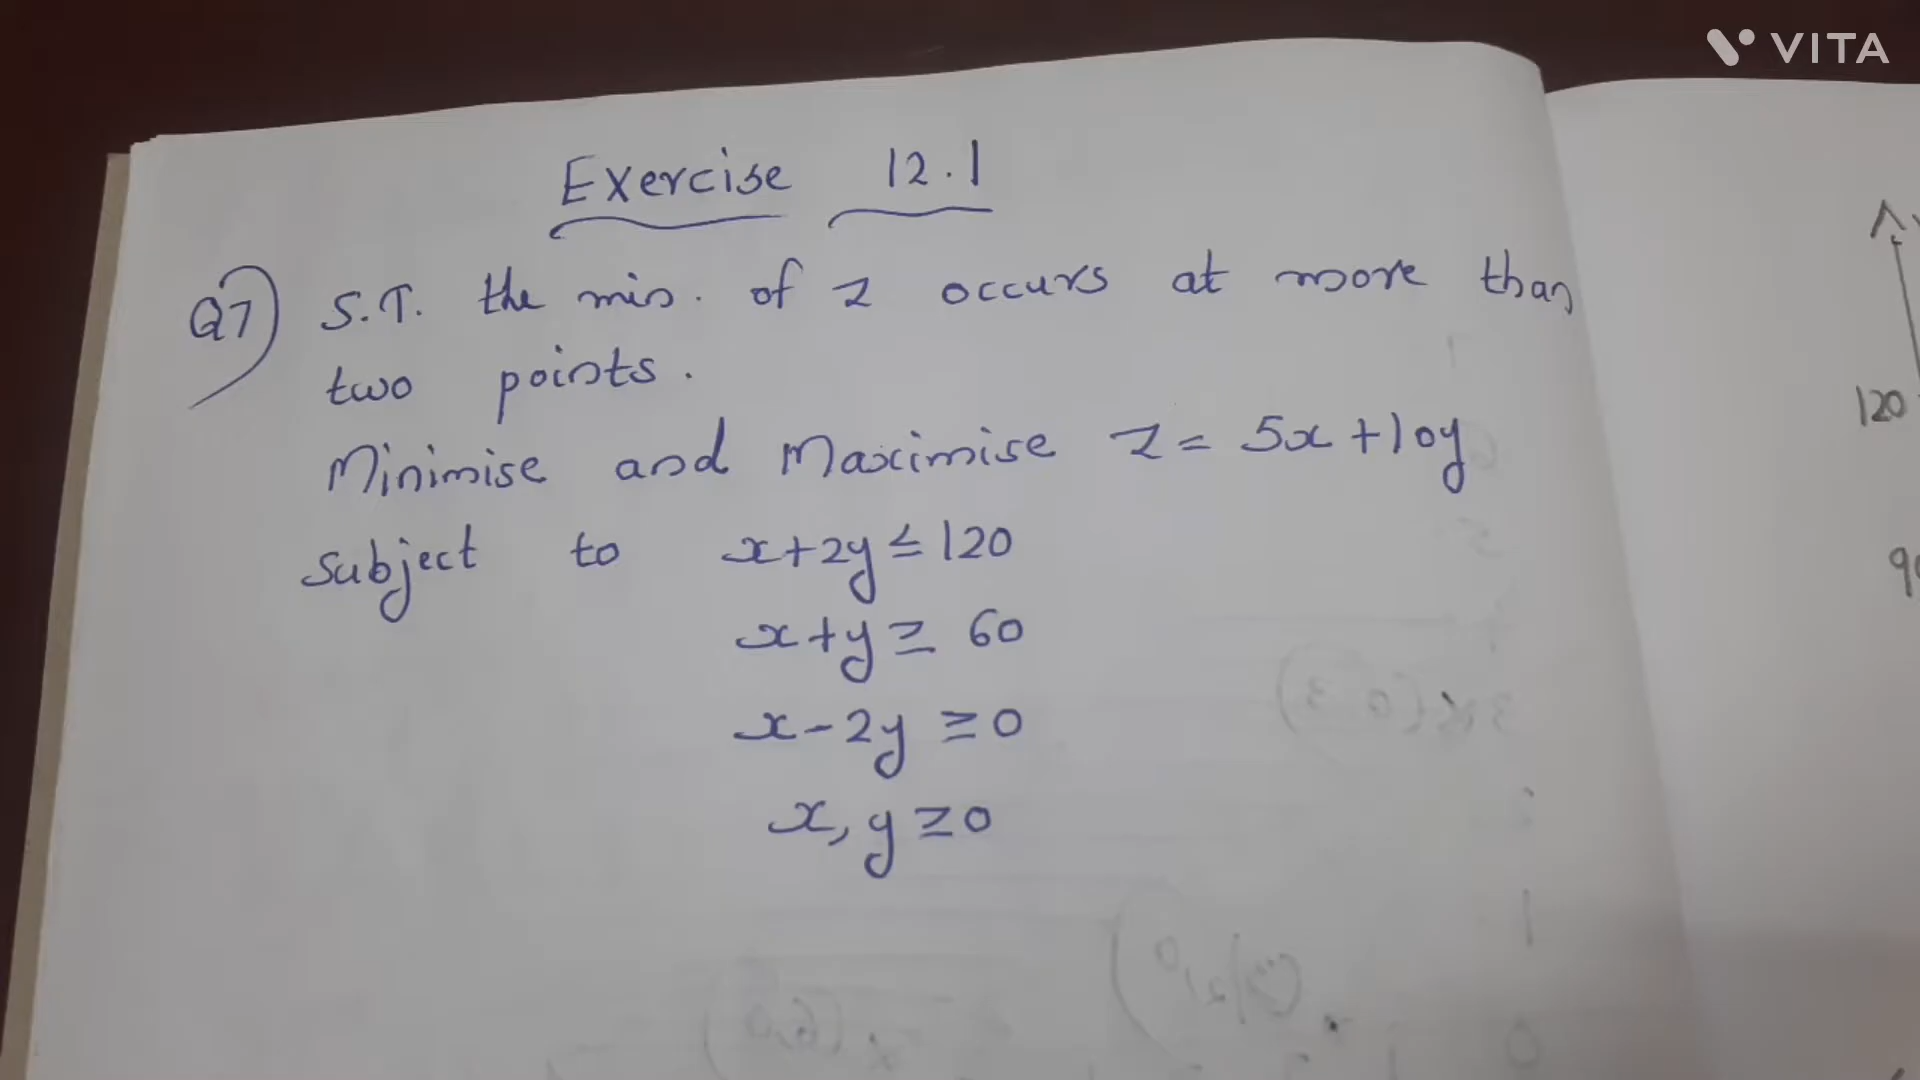 VITA
Exercise 12.1
Q7) S.T. the min. of Z occurs at more than
two points.
Minimise and Maximise Z = 5x + 10y
subject to x+2y ≤ 120
x+y ≥ 60
x-2y ≥ 0
x, y ≥ 0
120